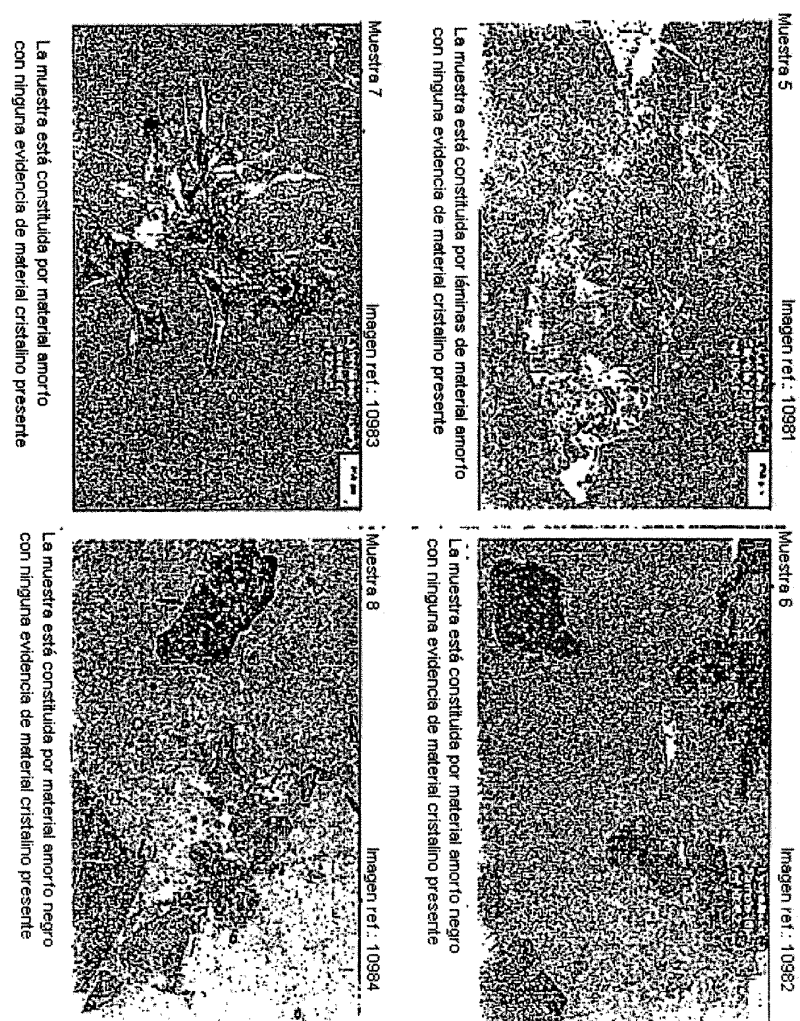 Muestra 5
Imagen ref.: 10981
La muestra está constituida por láminas de material amorfo
con ninguna evidencia de material cristalino presente
Muestra 6
Imagen ref.: 10982
La muestra está constituida por material amorfo negro
con ninguna evidencia de material cristalino presente
Muestra 7
Imagen ref.: 10983
La muestra está constituida por material amorfo
con ninguna evidencia de material cristalino presente
Muestra 8
Imagen ref.: 10984
La muestra está constituida por material amorfo negro
con ninguna evidencia de material cristalino presente